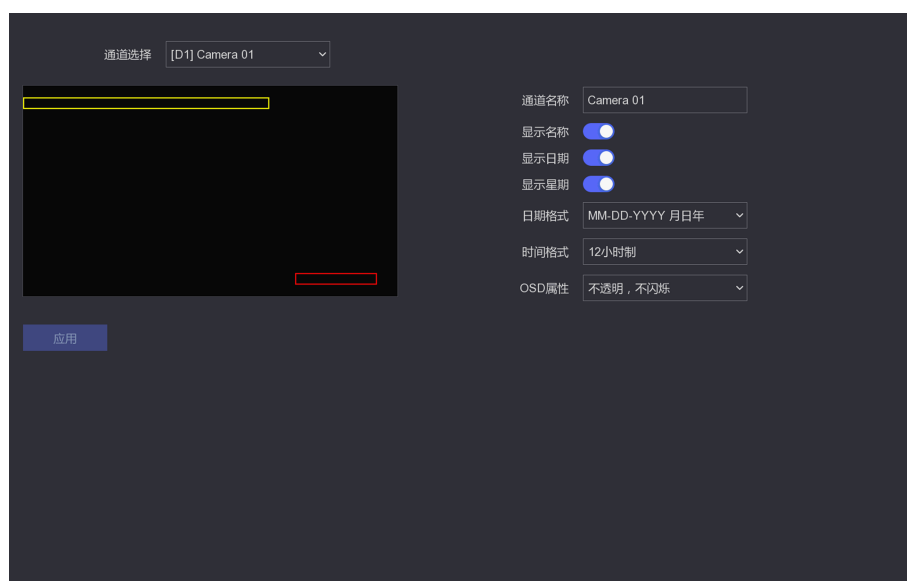 通道选择 [D1] Camera 01
通道名称 Camera 01
显示名称
显示日期
显示星期
日期格式 MM-DD-YYYY 月日年
时间格式 12小时制
OSD属性 不透明，不闪烁
应用